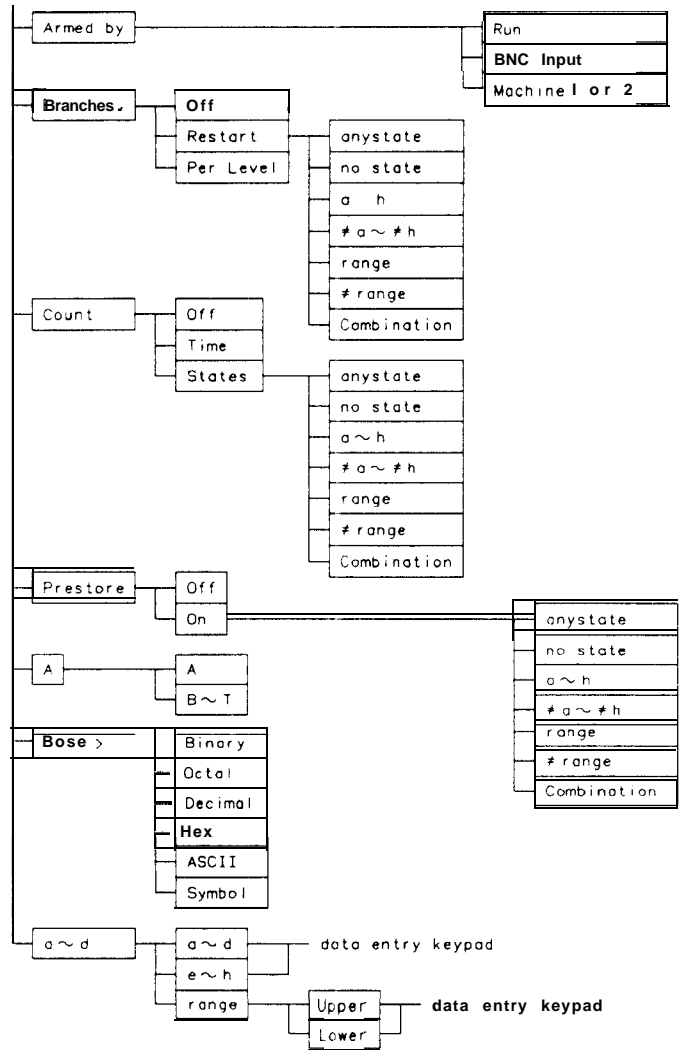 Armed by
Run
BNC Input
Machine I or 2
Branches.
Off
Restart
anystate
Per Level
no state
a h
≠a~≠h
range
≠range
Combination
Count
Off
Time
States
anystate
no state
a~h
≠a~≠h
range
≠range
Combination
Prestore
Off
On
anystate
no state
a~h
≠a~≠h
range
≠range
Combination
A
A
B~T
Bose >
Binary
Octal
Decimal
Hex
ASCII
Symbol
a~d
a~d
data entry keypad
e~h
range
Upper
data entry keypad
Lower